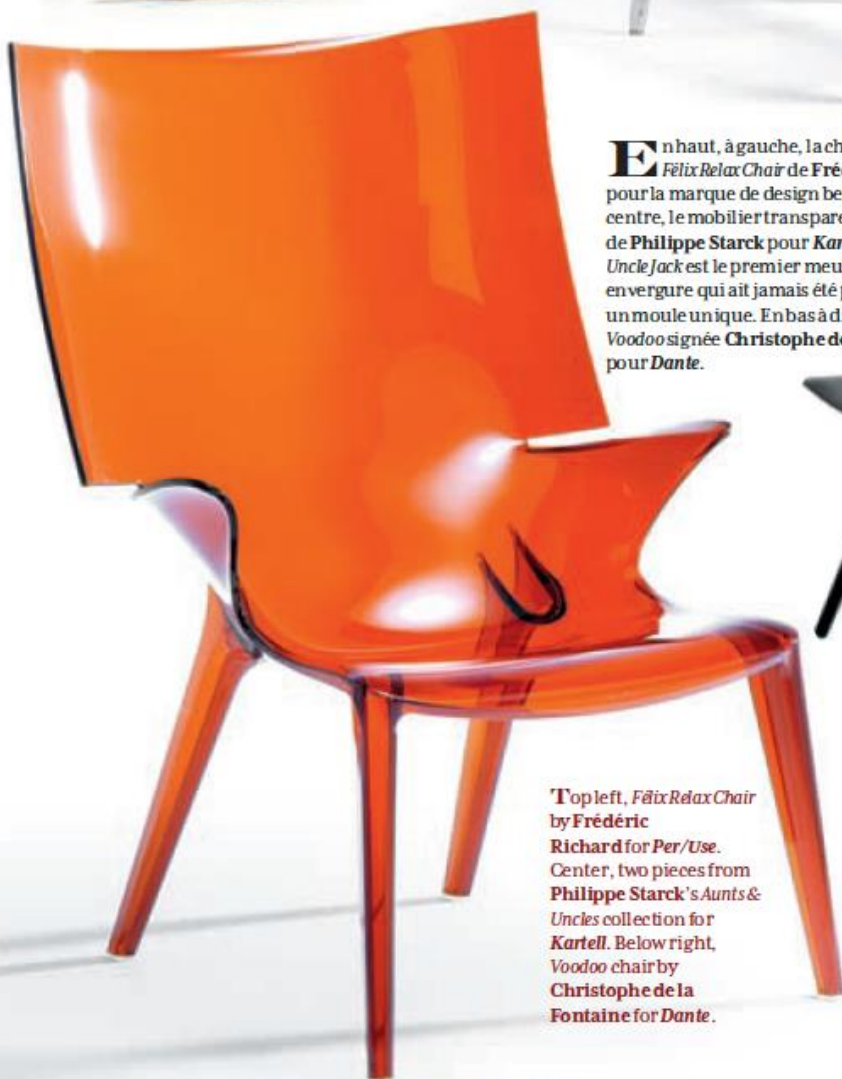 En haut, à gauche, la ch
Félix Relax Chair de Fré
pour la marque de design be
centre, le mobilier transpare
de Philippe Starck pour Kar
Uncle Jack est le premier meu
envergure qui ait jamais été p
un moule unique. En bas à d
Voodoo signée Christophe de
pour Dante.
Top left, Félix Relax Chair
by Frédéric
Richard for Per/Use.
Center, two pieces from
Philippe Starck's Aunts &
Uncles collection for
Kartell. Below right,
Voodoo chair by
Christophe de la
Fontaine for Dante.